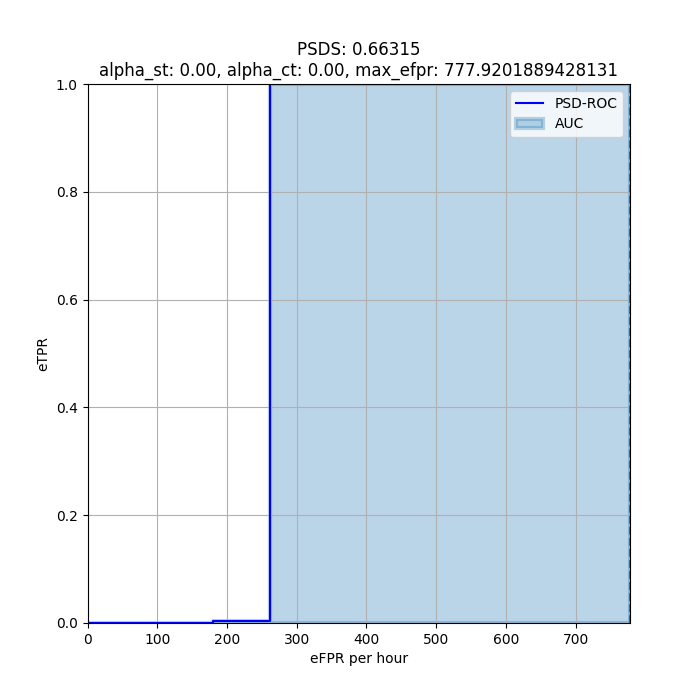 PSDS: 0.66315
alpha_st: 0.00, alpha_ct: 0.00, max_efpr: 777.9201889428131
1.0
PSD-ROC
AUC
0.8
0.6
eTPR
0.4
0.2
0.0
0 100 200 300 400 500 600 700
eFPR per hour